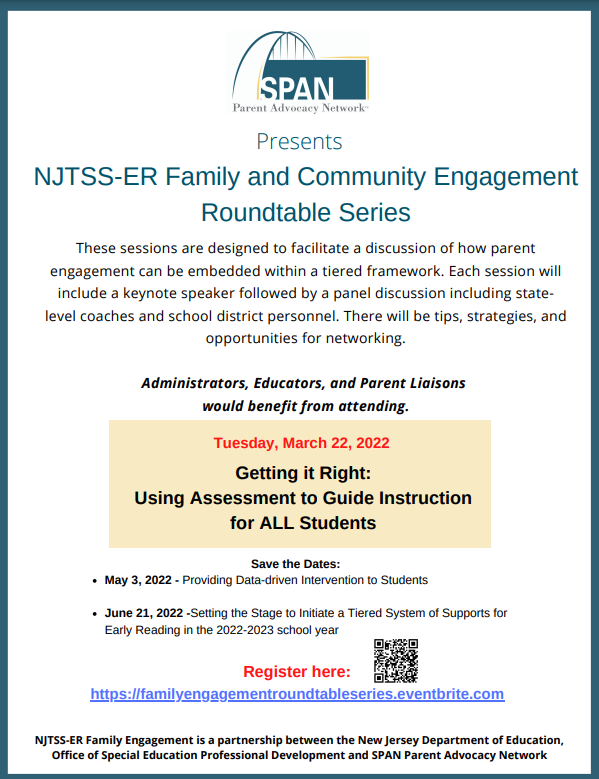 SPAN
Parent Advocacy Network
Presents
NJTSS-ER Family and Community Engagement
Roundtable Series
These sessions are designed to facilitate a discussion of how parent
engagement can be embedded within a tiered framework. Each session will
include a keynote speaker followed by a panel discussion including state-
level coaches and school district personnel. There will be tips, strategies, and
opportunities for networking.
Administrators, Educators, and Parent Liaisons
would benefit from attending.
Tuesday, March 22, 2022
Getting it Right:
Using Assessment to Guide Instruction
for ALL Students
Save the Dates:
• May 3, 2022 - Providing Data-driven Intervention to Students
• June 21, 2022 -Setting the Stage to Initiate a Tiered System of Supports for
Early Reading in the 2022-2023 school year
Register here:
https://familyengagementroundtableseries.eventbrite.com
NJTSS-ER Family Engagement is a partnership between the New Jersey Department of Education,
Office of Special Education Professional Development and SPAN Parent Advocacy Network